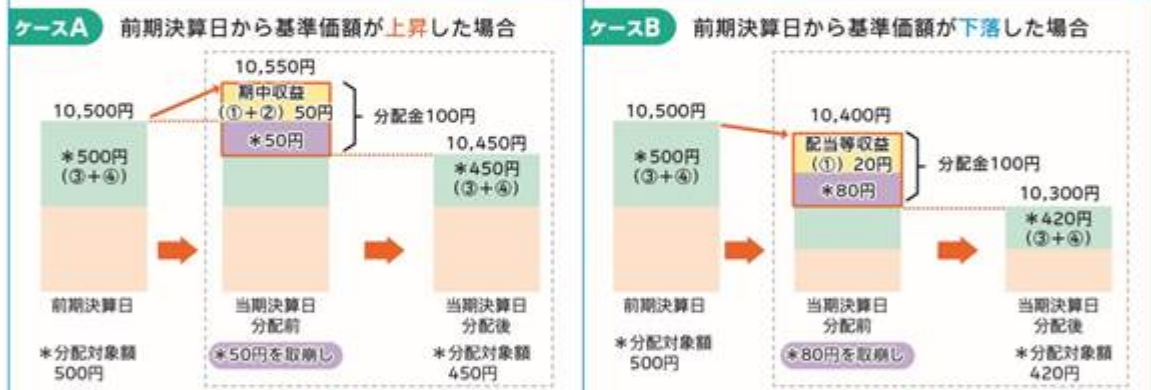 ケースA 前期決算日から基準価額が上昇した場合
10,550円
10,500円
期中収益
(①+②) 50円
*50円
分配金100円
10,450円
*500円
(③+④)
*450円
(③+④)
前期決算日
当期決算日
分配前
当期決算日
分配後
*分配対象額
500円
*50円を取崩し
*分配対象額
450円
ケースB 前期決算日から基準価額が下落した場合
10,500円
10,400円
配当等収益
(①) 20円
*80円
分配金100円
10,300円
*500円
(③+④)
*420円
(③+④)
前期決算日
当期決算日
分配前
当期決算日
分配後
*分配対象額
500円
*80円を取崩し
*分配対象額
420円